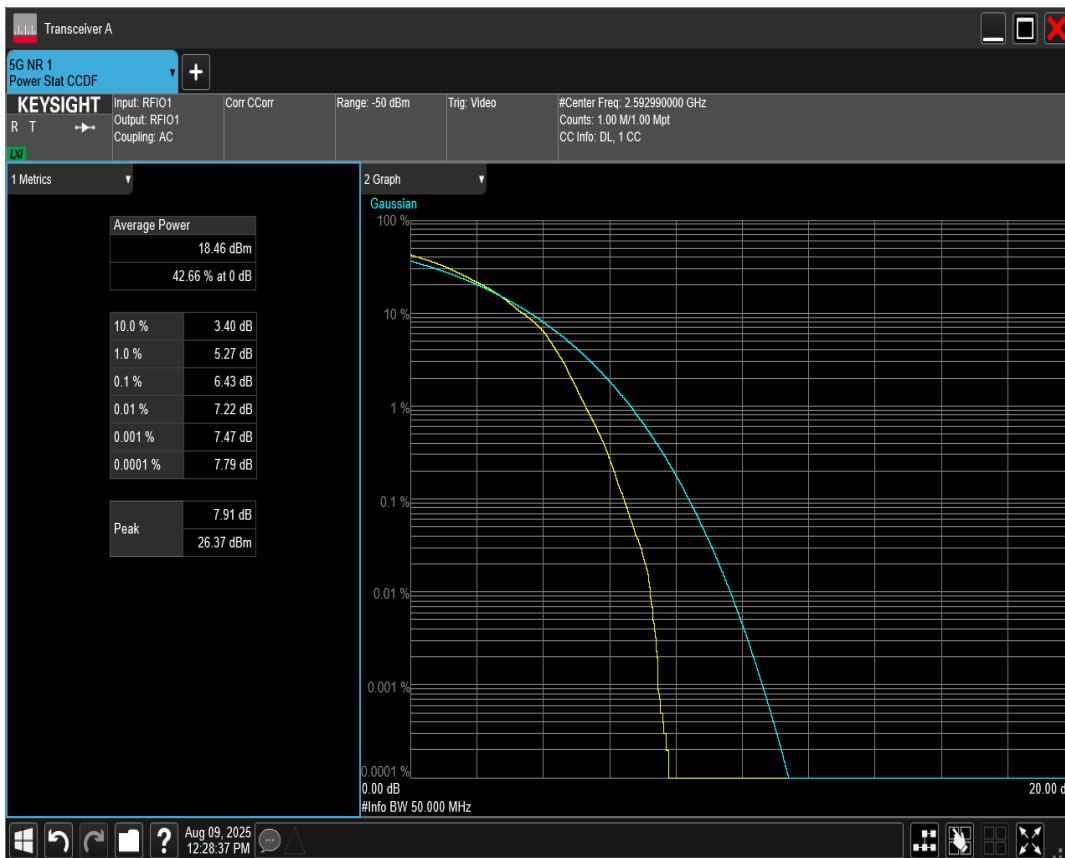 Transceiver A
5G NR 1
Power Stat CCDF
KEYSIGHT
R T
LXI
Input: RFIO1
Output: RFIO1
Coupling: AC
Corr CCorr
Range: -50 dBm
Trig: Video
#Center Freq: 2.592990000 GHz
Counts: 1.00 M/1.00 Mpt
CC Info: DL, 1 CC
1 Metrics
Average Power
18.46 dBm
42.66 % at 0 dB
10.0 % 3.40 dB
1.0 % 5.27 dB
0.1 % 6.43 dB
0.01 % 7.22 dB
0.001 % 7.47 dB
0.0001 % 7.79 dB
Peak 7.91 dB
26.37 dBm
2 Graph
Gaussian
100 %
10 %
1 %
0.1 %
0.01 %
0.001 %
0.0001 %
0.00 dB 20.00 d
#Info BW 50.000 MHz
?
Aug 09, 2025
12:28:37 PM